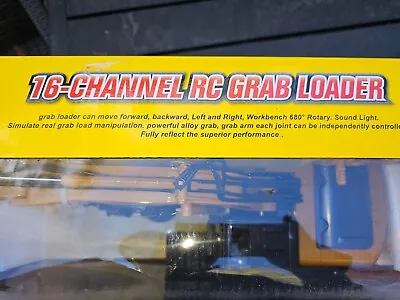 16-CHANNEL RC GRAB LOADER
grab loader can move forward, backward, Left and Right, Workbench 680° Rotary. Sound Light.
Simulate real grab load manipulation, powerful alloy grab, grab arm each joint can be independently controlle
Fully reflect the superior performance .